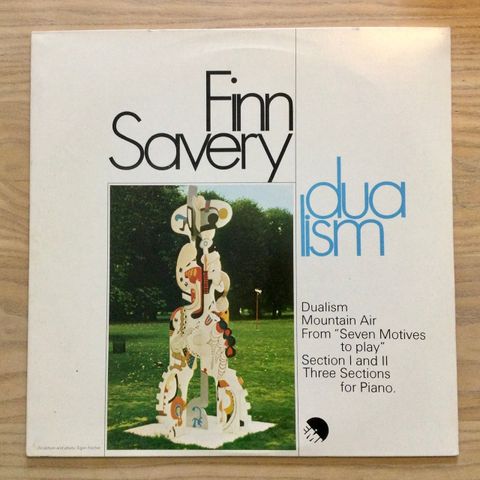 Finn
Savery
dua
lism
Dualism
Mountain Air
From "Seven Motives
to play"
Section I and II
Three Sections
for Piano.
EMI